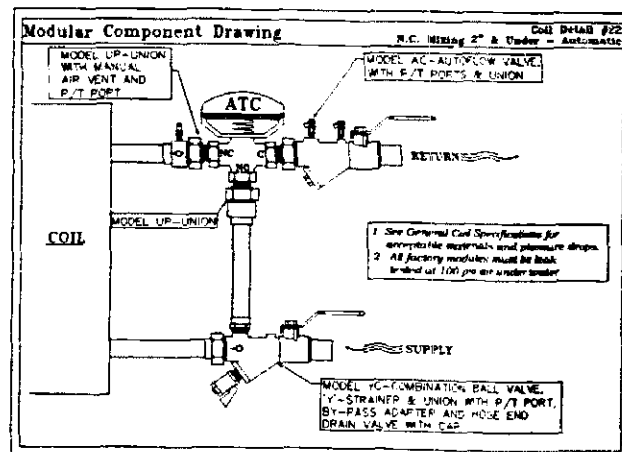 Modular Component Drawing
Coil Detail #22
N.C. Mixing 2" & Under - Automatic
MODEL UP-UNION
WITH MANUAL
AIR VENT AND
P/T PORT
MODEL AC-AUTOFLOW VALVE,
WITH P/T PORTS & UNION
ATC
NC
C
NO
RETURN
MODEL UP-UNION
COIL
1 See General Coil Specifications for
acceptable materials and pressure drops.
2 All factory modules must be leak
tested at 100 psi air under water
SUPPLY
MODEL YC-COMBINATION BALL VALVE,
'Y'-STRAINER & UNION WITH P/T PORT,
BY-PASS ADAPTER AND HOSE END
DRAIN VALVE WITH CAP